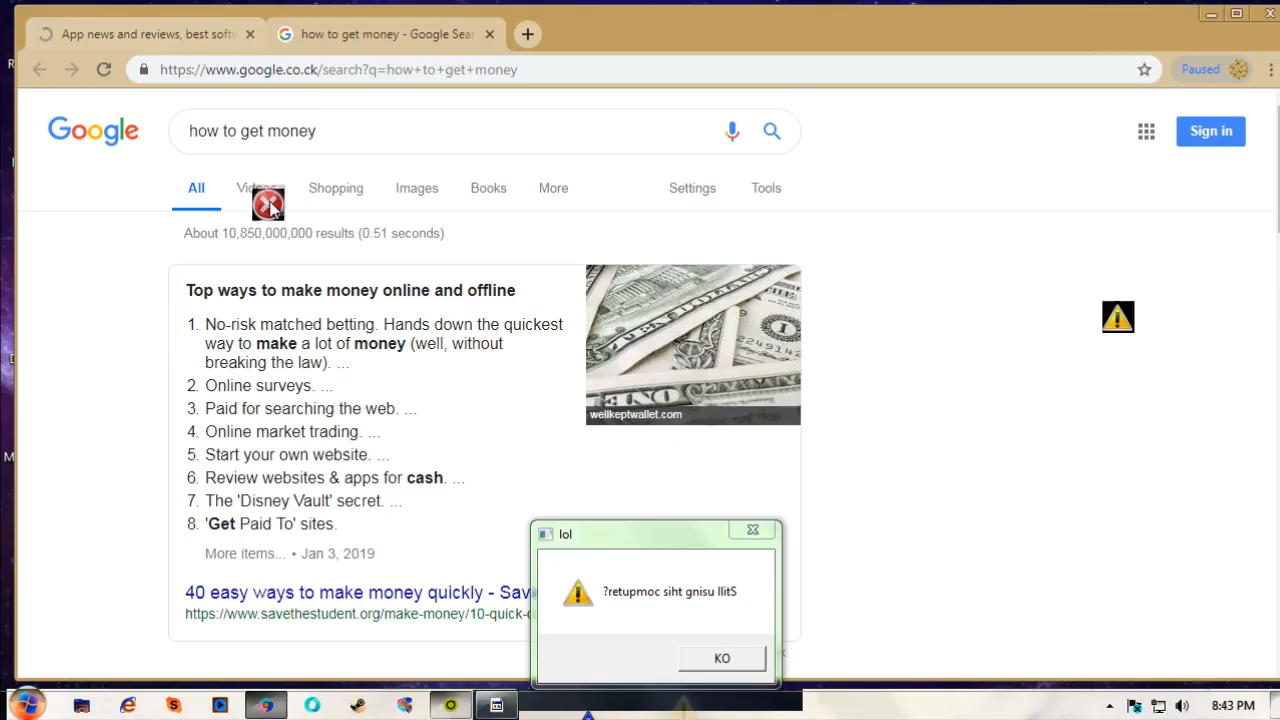 App news and reviews, best soft
how to get money - Google Sear
https://www.google.co.ck/search?q=how+to+get+money
Paused
Google
how to get money
Sign in
All Videos Shopping Images Books More Settings Tools
About 10,850,000,000 results (0.51 seconds)
Top ways to make money online and offline
1. No-risk matched betting. Hands down the quickest
way to make a lot of money (well, without
breaking the law). ...
2. Online surveys. ...
3. Paid for searching the web. ...
4. Online market trading. ...
5. Start your own website. ...
6. Review websites & apps for cash. ...
7. The 'Disney Vault' secret. ...
8. 'Get Paid To' sites.
More items... • Jan 3, 2019
wellkeptwallet.com
40 easy ways to make money quickly - Sav
https://www.savethestudent.org/make-money/10-quick-c
lol
?retupmoc siht gnisu llitS
KO
8:43 PM